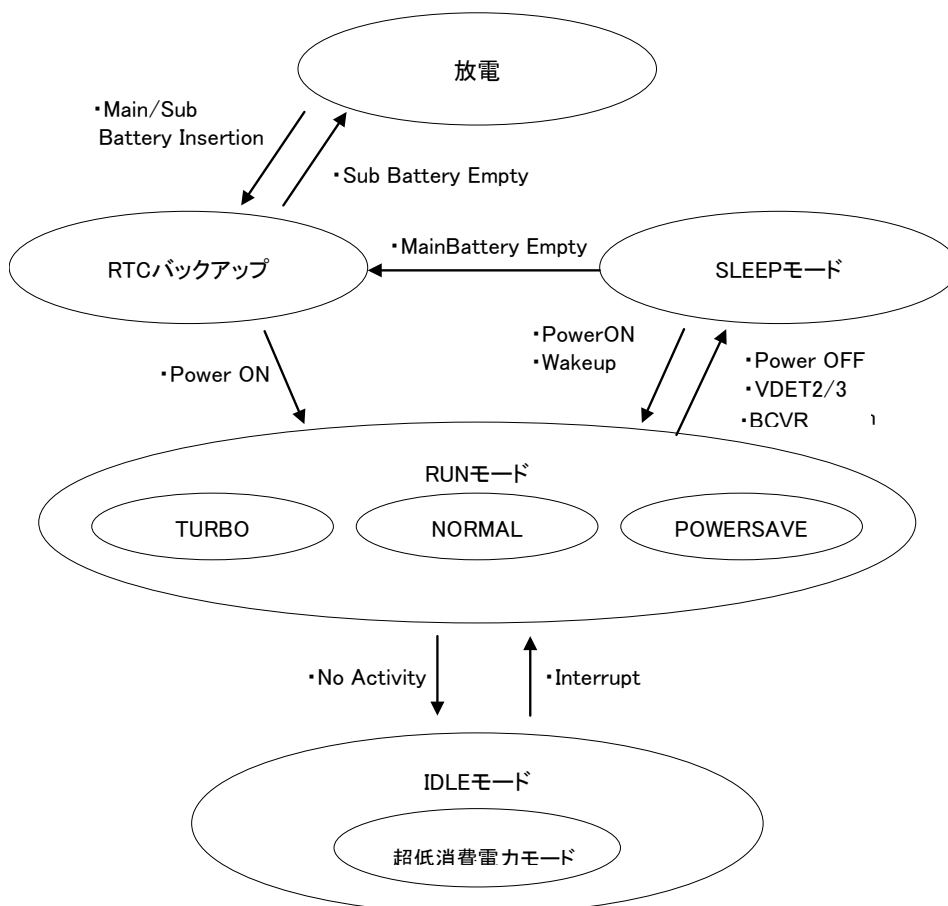 放電
・Main/Sub
Battery Insertion
・Sub Battery Empty
・MainBattery Empty
RTCバックアップ
SLEEPモード
・PowerON
・Wakeup
・Power OFF
・VDET2/3
・BCVR
・Power ON
RUNモード
TURBO
NORMAL
POWERSAVE
・No Activity
・Interrupt
IDLEモード
超低消費電力モード